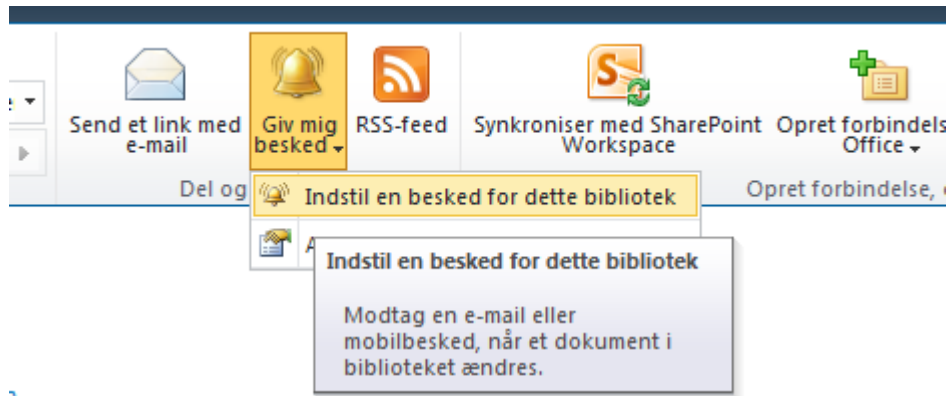 Send et link med
e-mail
Giv mig
besked
RSS-feed
Synkroniser med SharePoint
Workspace
Office
Del og
Indstil en besked for dette bibliotek
Opret forbindelse,
Indstil en besked for dette bibliotek
Modtag en e-mail eller
mobilbesked, når et dokument i
biblioteket ændres.